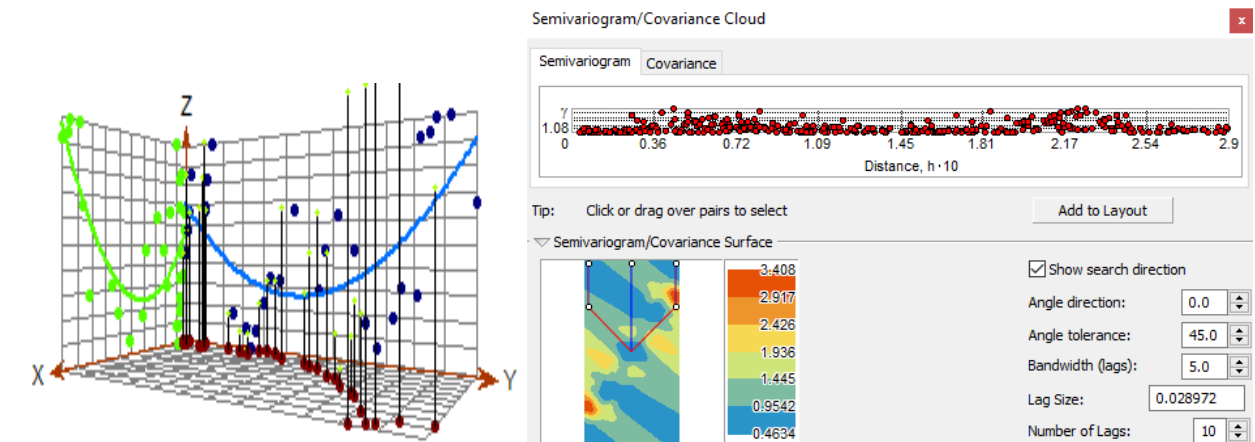 Z
X
Y
Semivariogram/Covariance Cloud
x
Semivariogram
Covariance
γ
1.08
0 0.36 0.72 1.09 1.45 1.81 2.17 2.54 2.9
Distance, h·10
Tip: Click or drag over pairs to select
Add to Layout
Semivariogram/Covariance Surface
3.408
2.917
2.426
1.936
1.445
0.9542
0.4634
Show search direction
Angle direction: 0.0
Angle tolerance: 45.0
Bandwidth (lags): 5.0
Lag Size: 0.028972
Number of Lags: 10